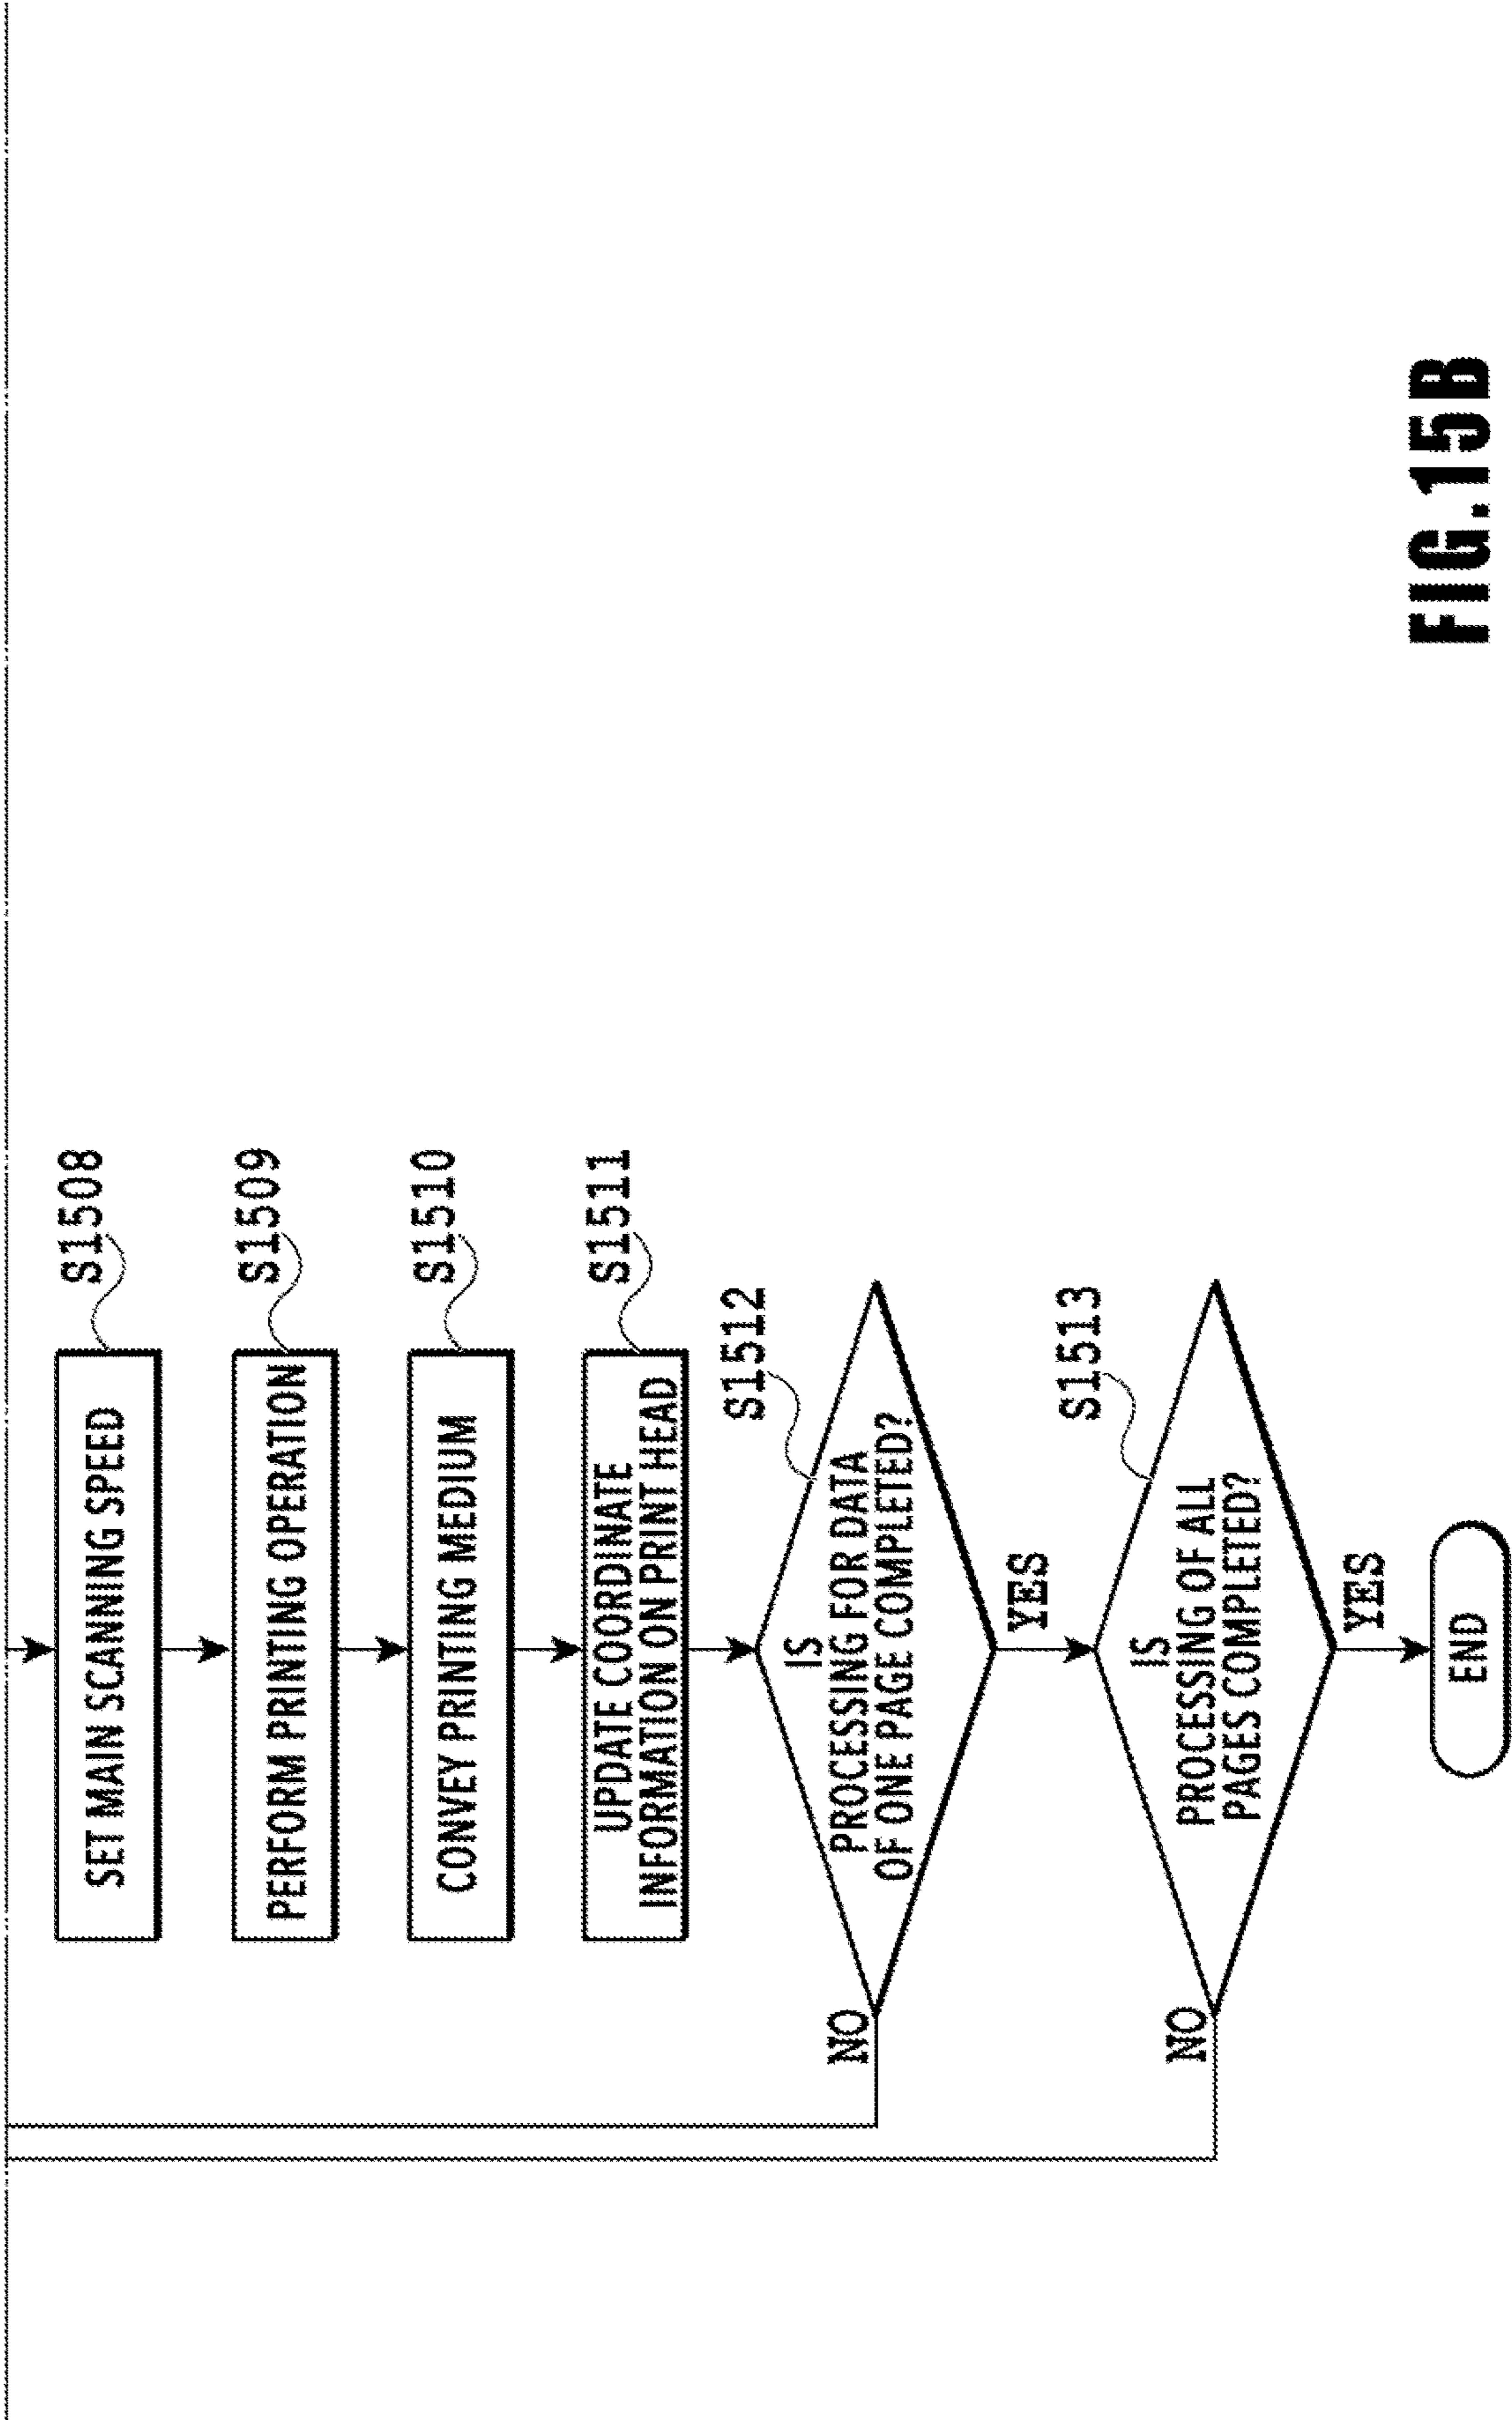 S1508
SET MAIN SCANNING SPEED
S1509
PERFORM PRINTING OPERATION
S1510
CONVEY PRINTING MEDIUM
S1511
UPDATE COORDINATE
INFORMATION ON PRINT HEAD
S1512
IS
PROCESSING FOR DATA
OF ONE PAGE COMPLETED?
NO
YES
S1513
IS
PROCESSING OF ALL
PAGES COMPLETED?
NO
YES
END
FIG.15B